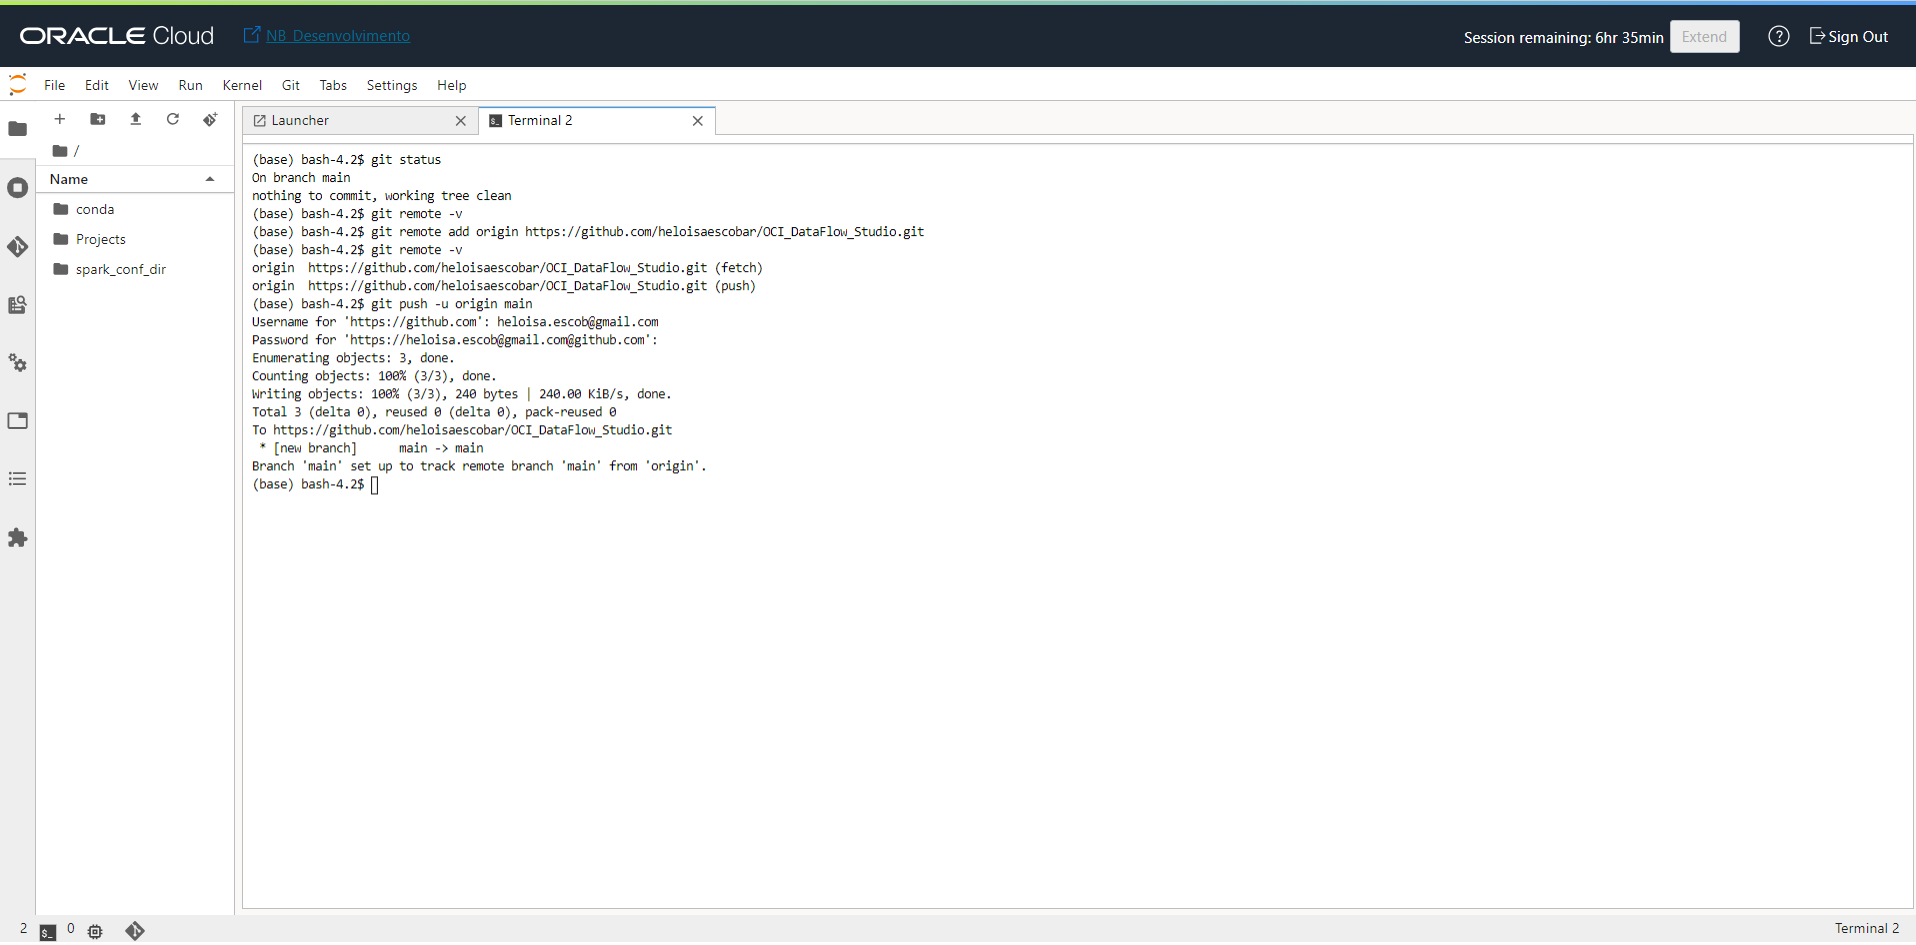 ORACLE Cloud
NB_Desenvolvimento
Session remaining: 6hr 35min
Extend
?
Sign Out
File Edit View Run Kernel Git Tabs Settings Help
Launcher
Terminal 2
/
Name
conda
Projects
spark_conf_dir
(base) bash-4.2$ git status
On branch main
nothing to commit, working tree clean
(base) bash-4.2$ git remote -v
(base) bash-4.2$ git remote add origin https://github.com/heloisaescobar/OCI_DataFlow_Studio.git
(base) bash-4.2$ git remote -v
origin  https://github.com/heloisaescobar/OCI_DataFlow_Studio.git (fetch)
origin  https://github.com/heloisaescobar/OCI_DataFlow_Studio.git (push)
(base) bash-4.2$ git push -u origin main
Username for 'https://github.com': heloisa.escob@gmail.com
Password for 'https://heloisa.escob@gmail.com@github.com':
Enumerating objects: 3, done.
Counting objects: 100% (3/3), done.
Writing objects: 100% (3/3), 240 bytes | 240.00 KiB/s, done.
Total 3 (delta 0), reused 0 (delta 0), pack-reused 0
To https://github.com/heloisaescobar/OCI_DataFlow_Studio.git
 * [new branch]      main -> main
Branch 'main' set up to track remote branch 'main' from 'origin'.
(base) bash-4.2$
2 $_ 0
Terminal 2